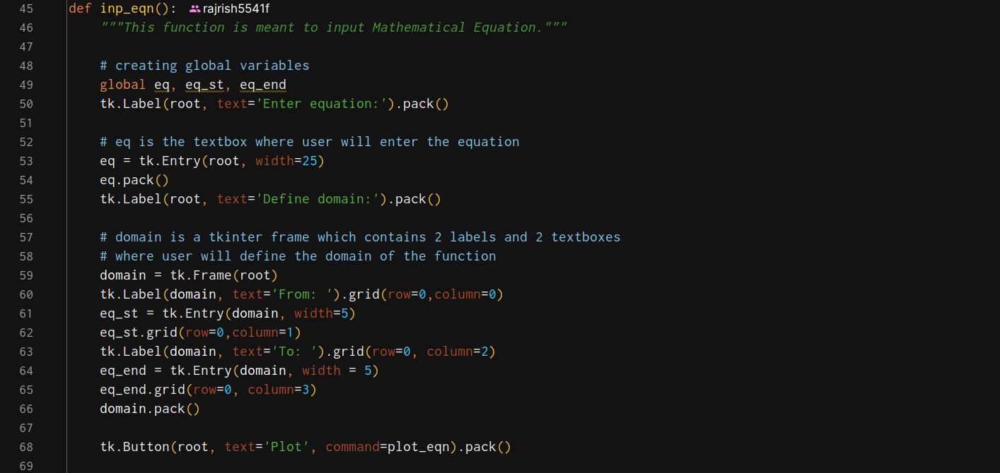 45 def inp_eqn(): rajrish5541f
46 """This function is meant to input Mathematical Equation."""
47
48 # creating global variables
49 global eq, eq_st, eq_end
50 tk.Label(root, text='Enter equation:').pack()
51
52 # eq is the textbox where user will enter the equation
53 eq = tk.Entry(root, width=25)
54 eq.pack()
55 tk.Label(root, text='Define domain:').pack()
56
57 # domain is a tkinter frame which contains 2 labels and 2 textboxes
58 # where user will define the domain of the function
59 domain = tk.Frame(root)
60 tk.Label(domain, text='From: ').grid(row=0,column=0)
61 eq_st = tk.Entry(domain, width=5)
62 eq_st.grid(row=0,column=1)
63 tk.Label(domain, text='To: ').grid(row=0, column=2)
64 eq_end = tk.Entry(domain, width = 5)
65 eq_end.grid(row=0, column=3)
66 domain.pack()
67
68 tk.Button(root, text='Plot', command=plot_eqn).pack()
69